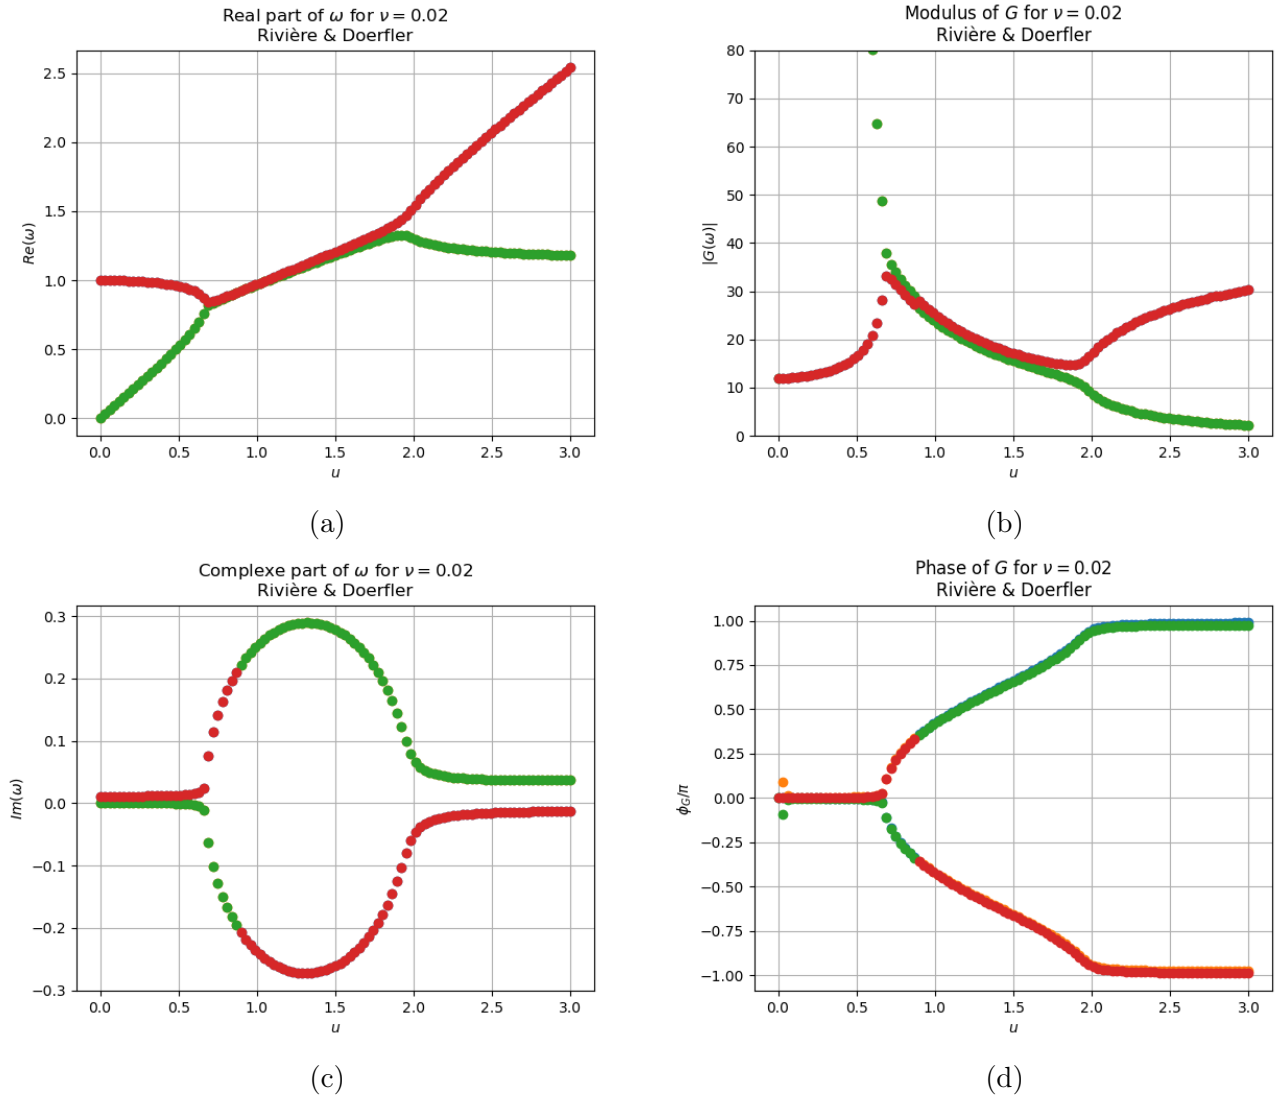 Real part of ω for ν = 0.02
Rivière & Doerfler
2.5
2.0
1.5
1.0
0.5
0.0
Re(ω)
0.0 0.5 1.0 1.5 2.0 2.5 3.0
u
(a)
Modulus of G for ν = 0.02
Rivière & Doerfler
80
70
60
50
40
30
20
10
0
|G(ω)|
0.0 0.5 1.0 1.5 2.0 2.5 3.0
u
(b)
Complexe part of ω for ν = 0.02
Rivière & Doerfler
0.3
0.2
0.1
0.0
−0.1
−0.2
−0.3
Im(ω)
0.0 0.5 1.0 1.5 2.0 2.5 3.0
u
(c)
Phase of G for ν = 0.02
Rivière & Doerfler
1.00
0.75
0.50
0.25
0.00
−0.25
−0.50
−0.75
−1.00
ϕG/π
0.0 0.5 1.0 1.5 2.0 2.5 3.0
u
(d)